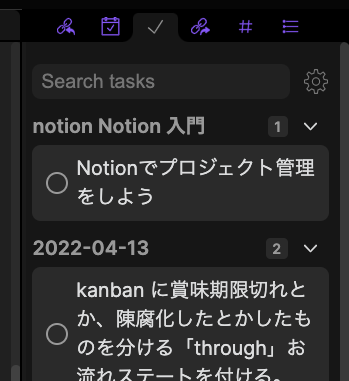 Search tasks
notion Notion 入門
1
Notionでプロジェクト管理
をしよう
2022-04-13
2
kanban に賞味期限切れと
か、陳腐化したとかしたも
のを分ける「through」お
流れステートを付ける。